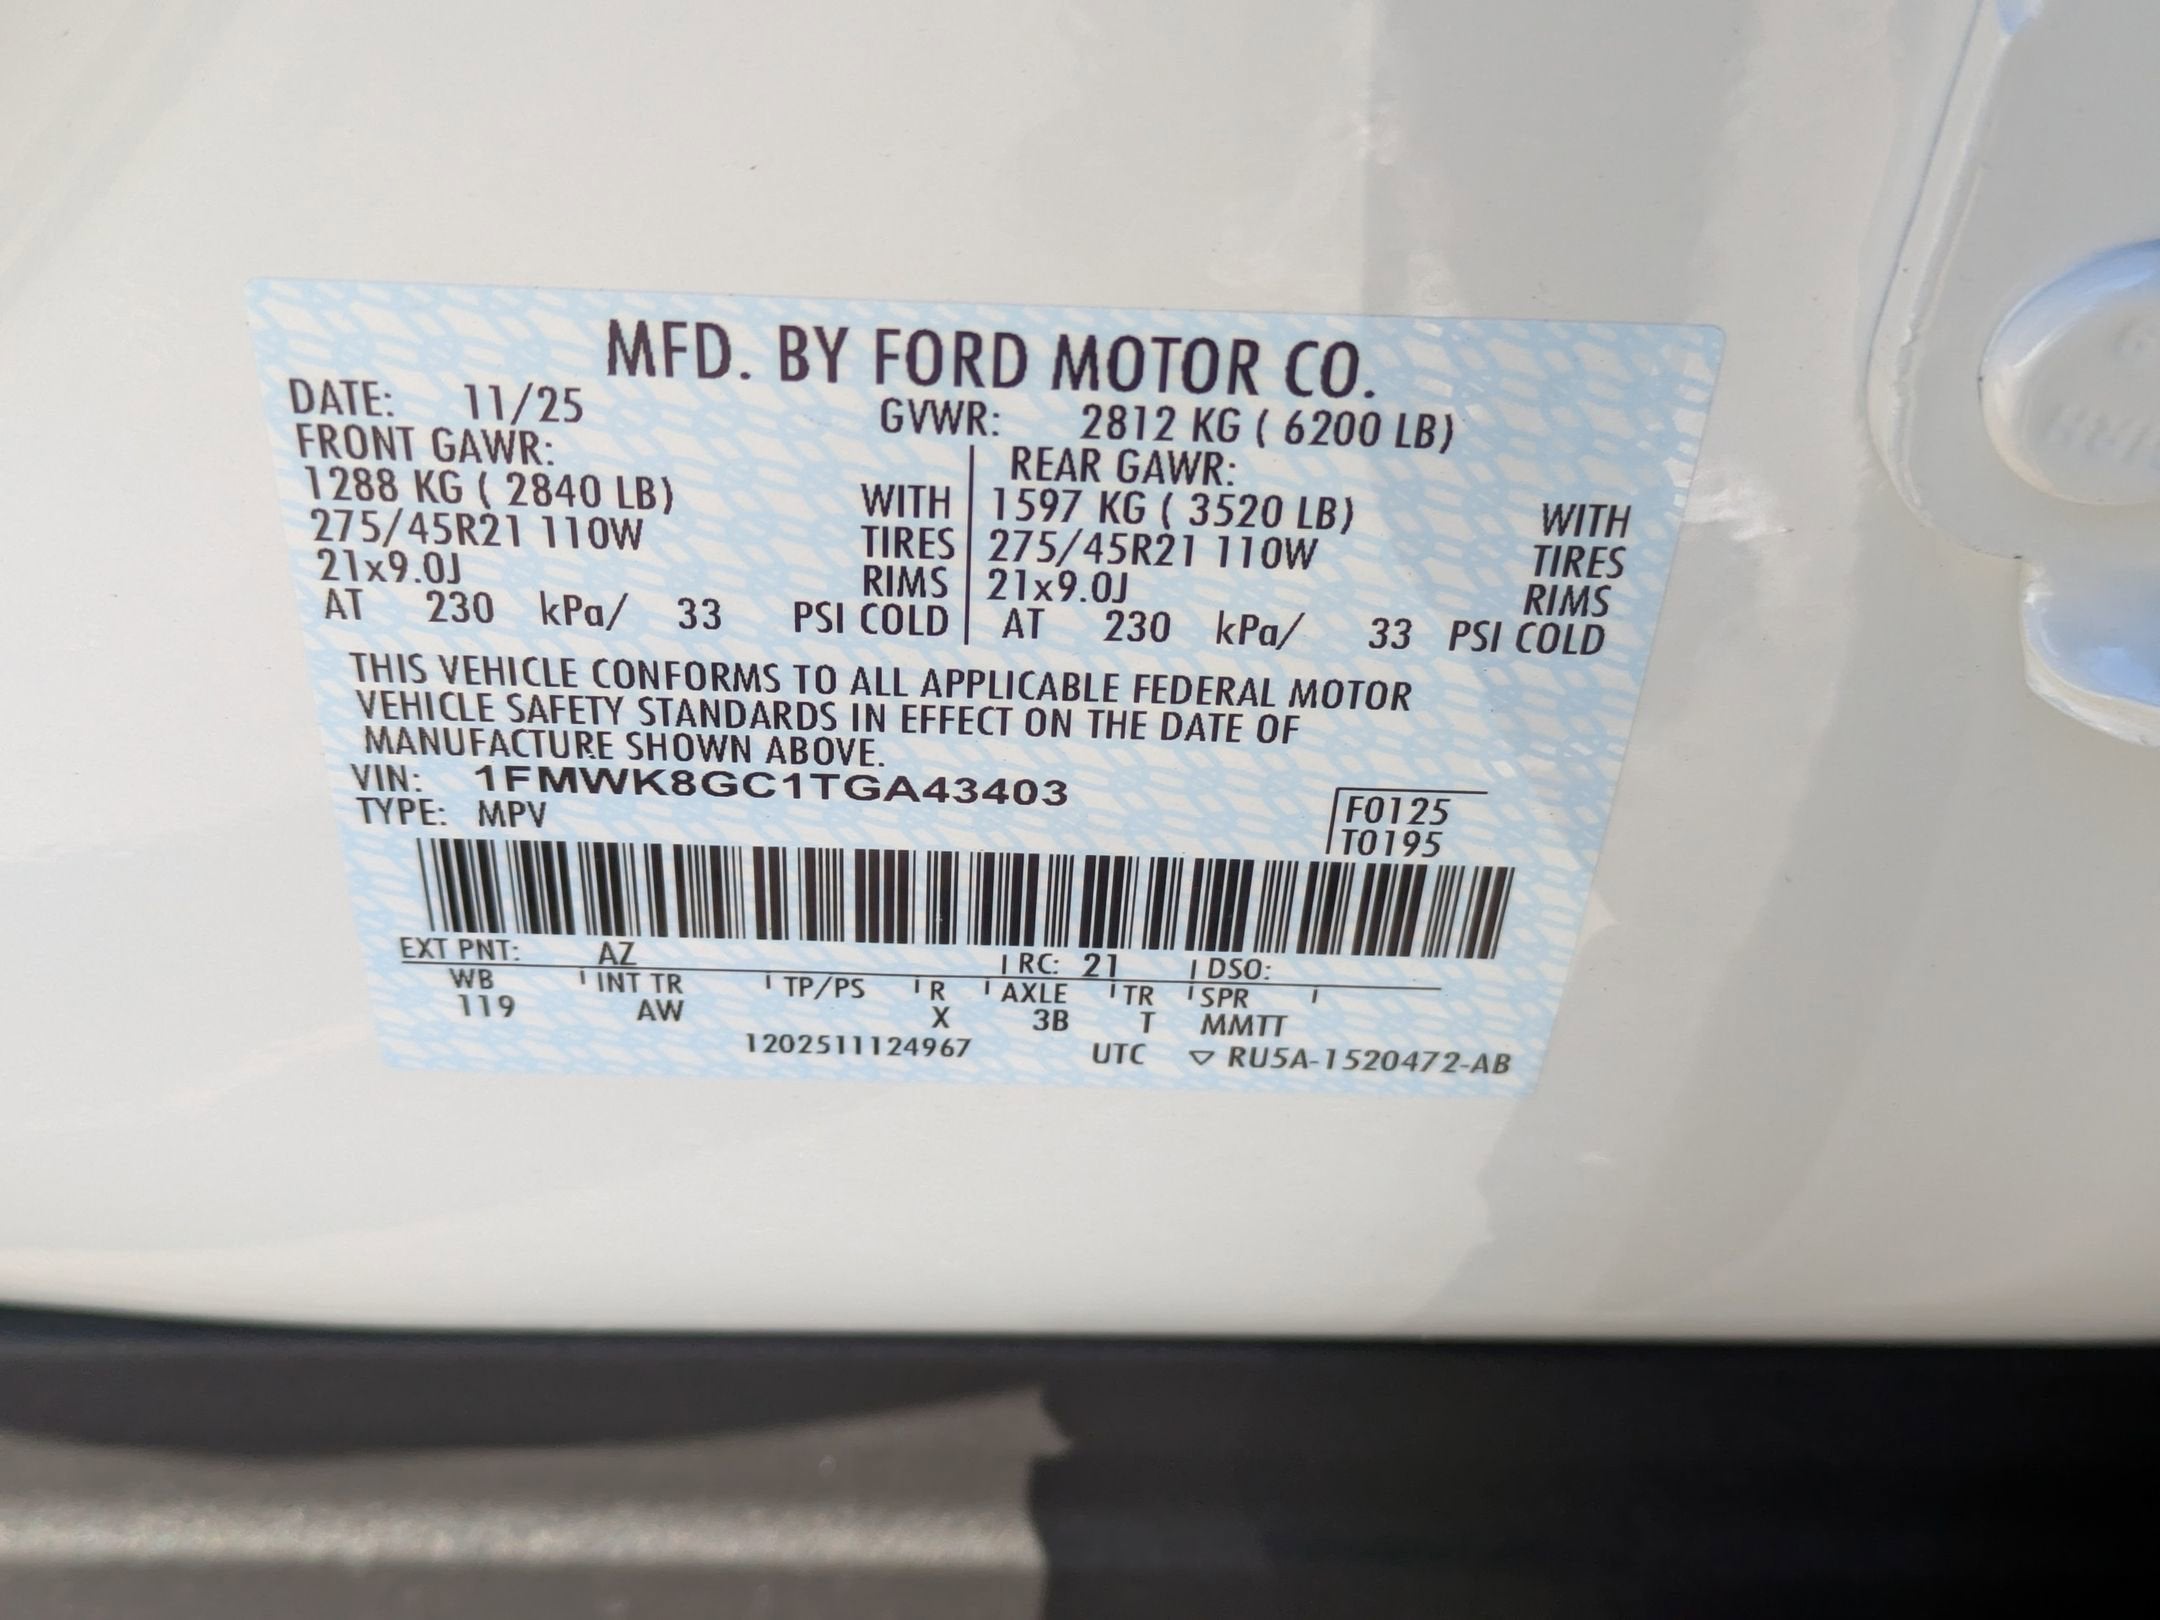 MFD. BY FORD MOTOR CO.
DATE: 11/25 GVWR: 2812 KG ( 6200 LB)
FRONT GAWR: REAR GAWR:
1288 KG ( 2840 LB) WITH 1597 KG ( 3520 LB) WITH
275/45R21 110W TIRES 275/45R21 110W TIRES
21x9.0J RIMS 21x9.0J RIMS
AT 230 kPa/ 33 PSI COLD AT 230 kPa/ 33 PSI COLD
THIS VEHICLE CONFORMS TO ALL APPLICABLE FEDERAL MOTOR
VEHICLE SAFETY STANDARDS IN EFFECT ON THE DATE OF
MANUFACTURE SHOWN ABOVE.
VIN: 1FMWK8GC1TGA43403
TYPE: MPV
F0125
T0195
EXT PNT: AZ RC: 21 DSO:
WB INT TR TP/PS R AXLE TR SPR
119 AW X 3B T MMTT
1202511124967 UTC ▽ RU5A-1520472-AB